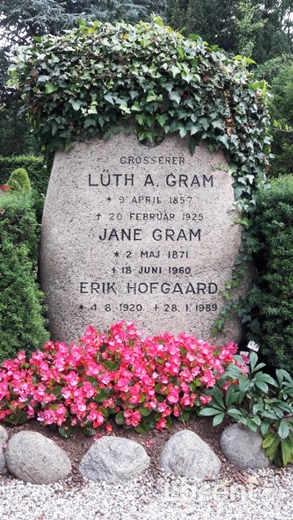 GROSSERER
LÜTH A. GRAM
* 9 APRIL 1857
+ 20 FEBRUAR 1925
JANE GRAM
* 2 MAJ 1871
+ 18 JUNI 1960
ERIK HOFGAARD
* 4. 8. 1920 + 28. 1. 1989